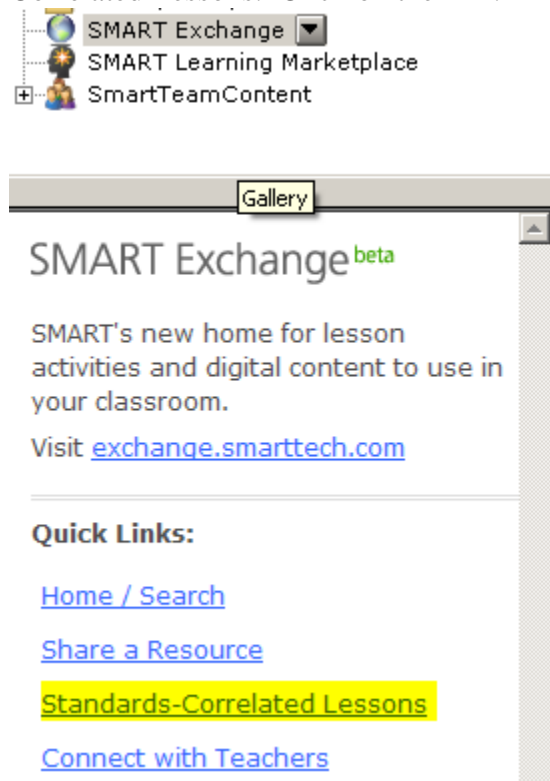 SMART Exchange
SMART Learning Marketplace
SmartTeamContent
Gallery
SMART Exchange beta
SMART's new home for lesson
activities and digital content to use in
your classroom.
Visit exchange.smarttech.com
Quick Links:
Home / Search
Share a Resource
Standards-Correlated Lessons
Connect with Teachers